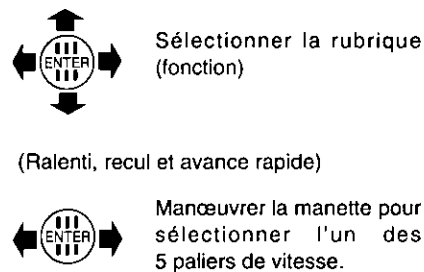 ENTER
Sélectionner la rubrique
(fonction)
(Ralenti, recul et avance rapide)
ENTER
Manœuvrer la manette pour
sélectionner l'un des
5 paliers de vitesse.